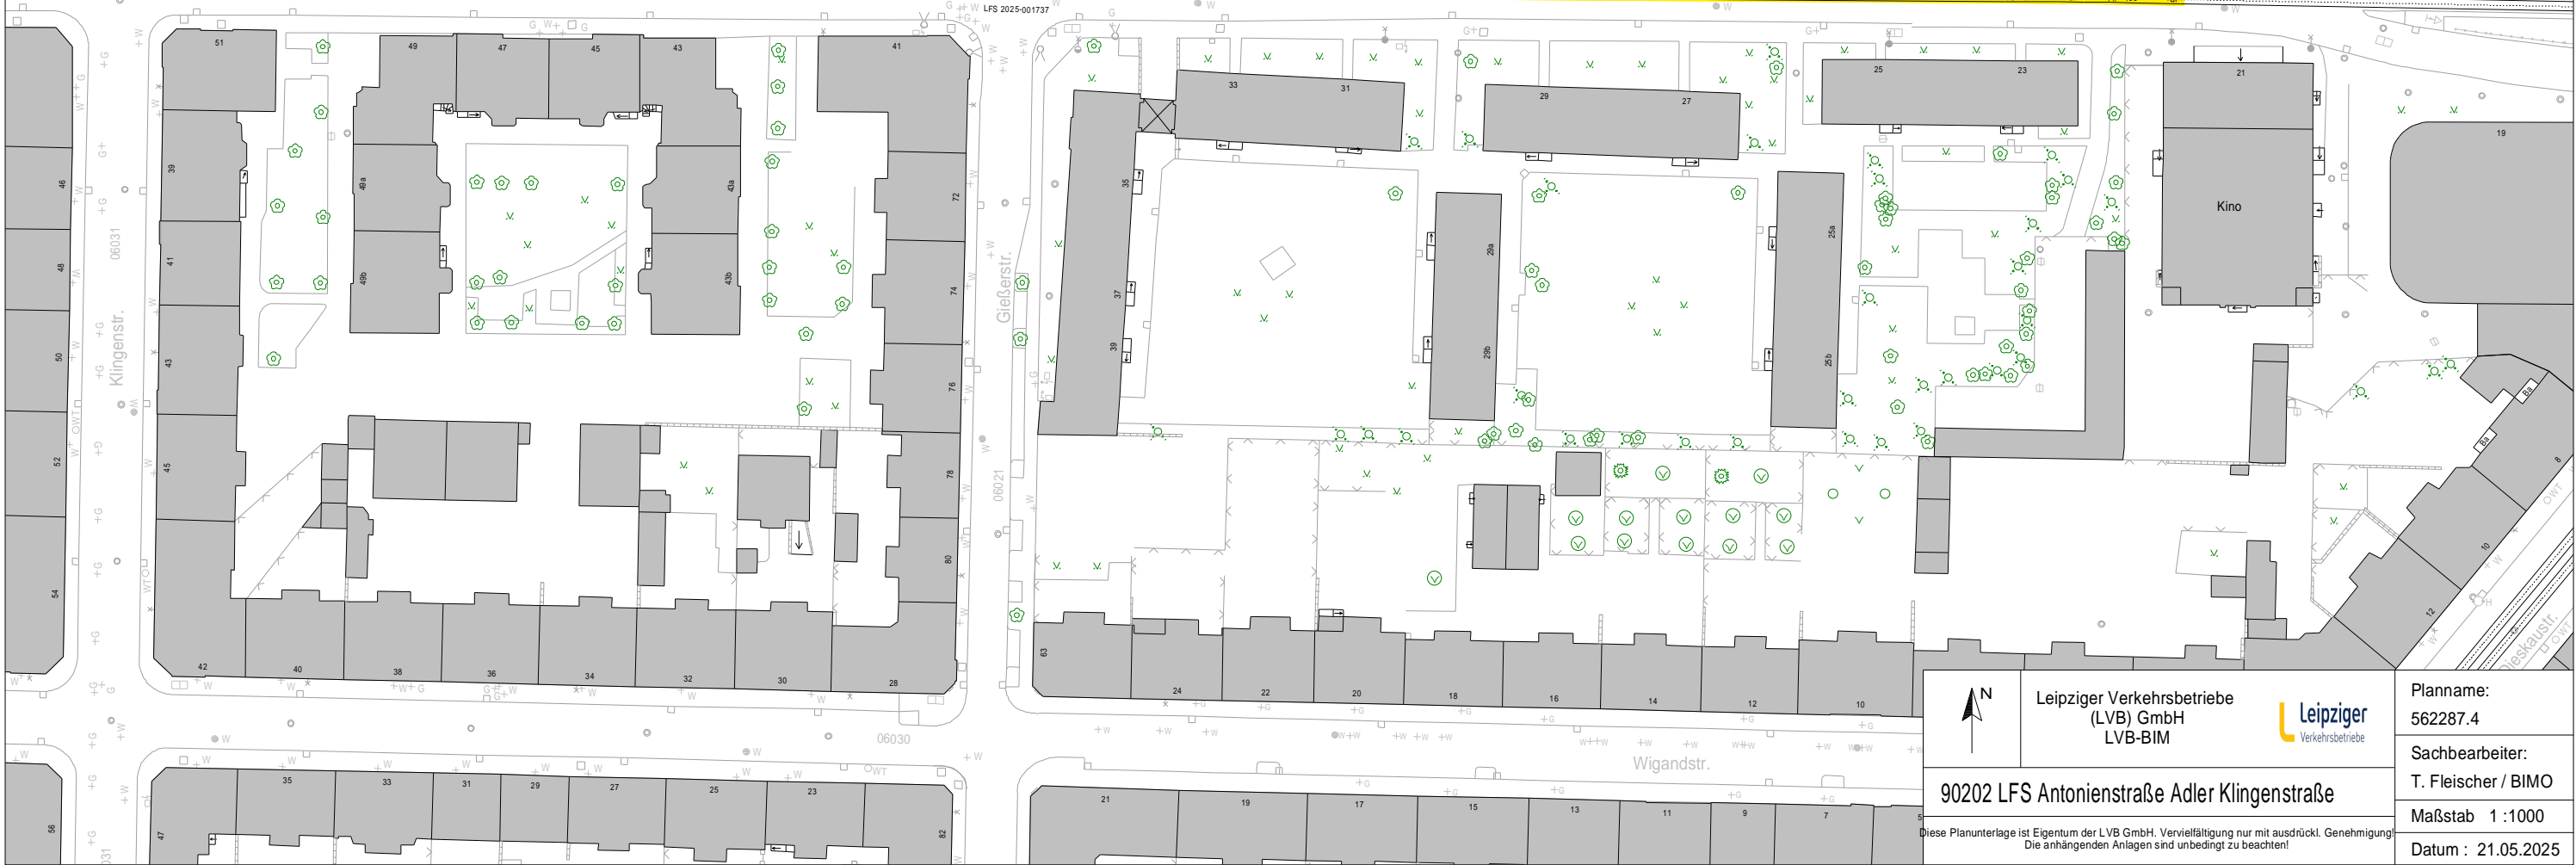 LFS 2025-001737
51
49
47
45
43
41
33
31
29
27
25
23
21
19
Kino
39
49a
43a
72
35
29a
25a
46
48
50
52
54
56
06031
Klingenstr.
41
43
45
49b
43b
74
76
78
80
Gießerstr.
06021
37
39
29b
25b
8a
8a
8
10
12
42
40
38
36
34
32
30
28
63
24
22
20
18
16
14
12
10
06030
Wigandstr.
47
35
33
31
29
27
25
23
82
21
19
17
15
13
11
9
7
5
N
Leipziger Verkehrsbetriebe
(LVB) GmbH
LVB-BIM
Leipziger
Verkehrsbetriebe
90202 LFS Antonienstraße Adler Klingenstraße
Diese Planunterlage ist Eigentum der LVB GmbH. Vervielfältigung nur mit ausdrückl. Genehmigung!
Die anhängenden Anlagen sind unbedingt zu beachten!
Planname:
562287.4
Sachbearbeiter:
T. Fleischer / BIMO
Maßstab 1 :1000
Datum : 21.05.2025